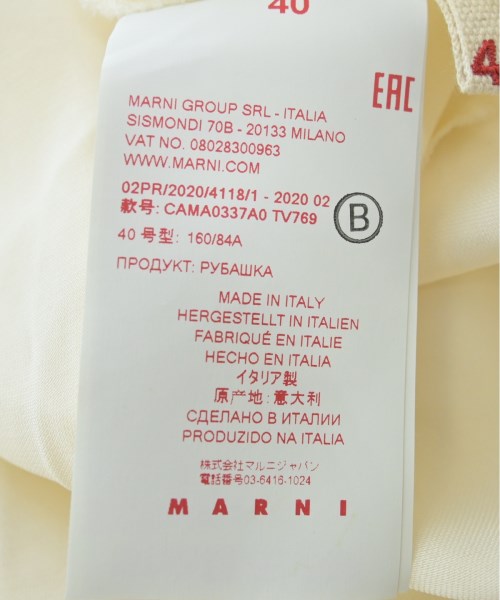 40
EAC
MARNI GROUP SRL - ITALIA
SISMONDI 70B - 20133 MILANO
VAT NO. 08028300963
WWW.MARNI.COM
02PR/2020/4118/1 - 2020 02
款号: CAMA0337A0 TV769
B
40 号型: 160/84A
ПРОДУКТ: РУБАШКА
MADE IN ITALY
HERGESTELLT IN ITALIEN
FABRIQUÉ EN ITALIE
HECHO EN ITALIA
イタリア製
原产地: 意大利
СДЕЛАНО В ИТАЛИИ
PRODUZIDO NA ITALIA
株式会社マルニジャパン
電話番号03-6416-1024
MARNI
4